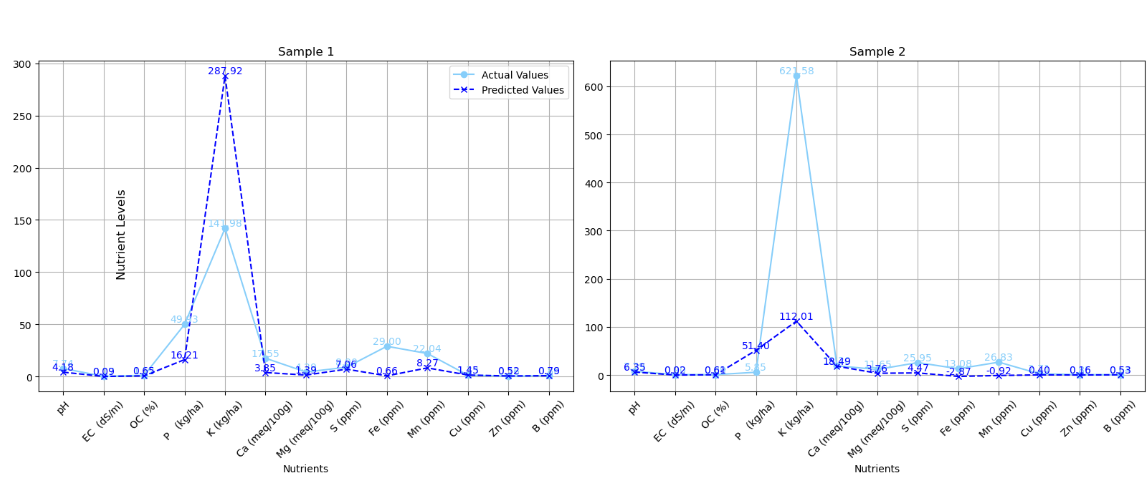 Sample 1
300
250
200
150
100
50
0
Nutrient Levels
Actual Values
Predicted Values
287.92
141.98
16.21
4.18
0.09
0.65
3.85
1.39
7.06
29.00
0.66
22.04
8.27
1.45
0.52
0.79
pH
EC (dS/m)
OC (%)
P (kg/ha)
K (kg/ha)
Ca (meq/100g)
Mg (meq/100g)
S (ppm)
Fe (ppm)
Mn (ppm)
Cu (ppm)
Zn (ppm)
B (ppm)
Nutrients
Sample 2
600
500
400
300
200
100
0
621.58
112.01
51.40
6.35
0.02
0.61
18.49
3.76
25.95
4.47
13.08
-2.87
26.83
-0.92
0.40
0.16
0.53
pH
EC (dS/m)
OC (%)
P (kg/ha)
K (kg/ha)
Ca (meq/100g)
Mg (meq/100g)
S (ppm)
Fe (ppm)
Mn (ppm)
Cu (ppm)
Zn (ppm)
B (ppm)
Nutrients